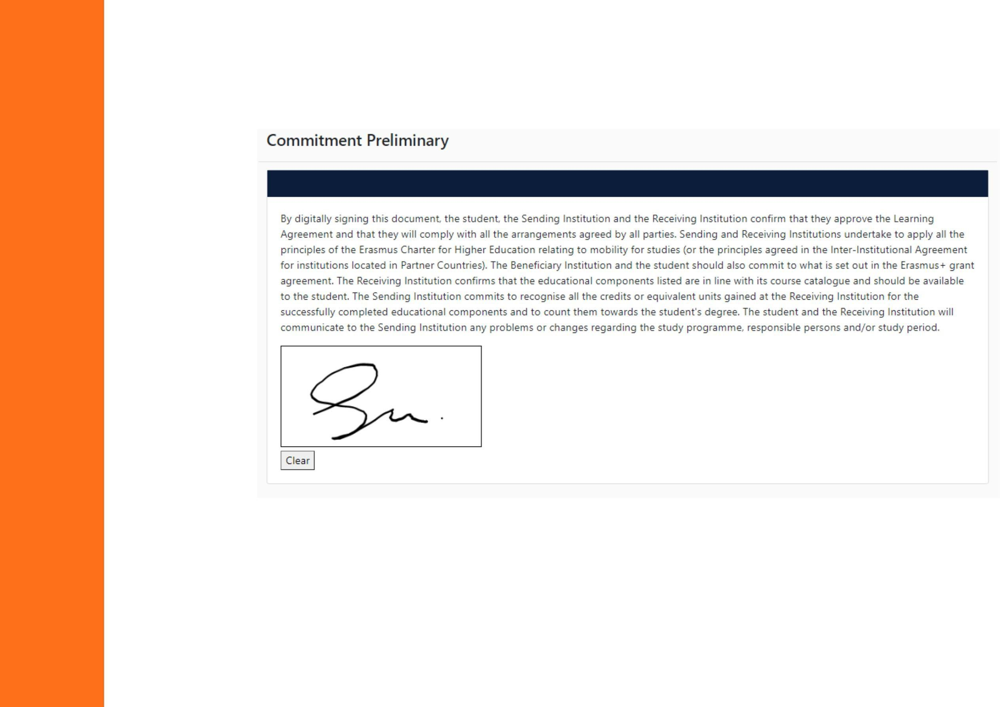 Commitment Preliminary
By digitally signing this document, the student, the Sending Institution and the Receiving Institution confirm that they approve the Learning
Agreement and that they will comply with all the arrangements agreed by all parties. Sending and Receiving Institutions undertake to apply all the
principles of the Erasmus Charter for Higher Education relating to mobility for studies (or the principles agreed in the Inter-Institutional Agreement
for institutions located in Partner Countries). The Beneficiary Institution and the student should also commit to what is set out in the Erasmus+ grant
agreement. The Receiving Institution confirms that the educational components listed are in line with its course catalogue and should be available
to the student. The Sending Institution commits to recognise all the credits or equivalent units gained at the Receiving Institution for the
successfully completed educational components and to count them towards the student's degree. The student and the Receiving Institution will
communicate to the Sending Institution any problems or changes regarding the study programme, responsible persons and/or study period.
Clear